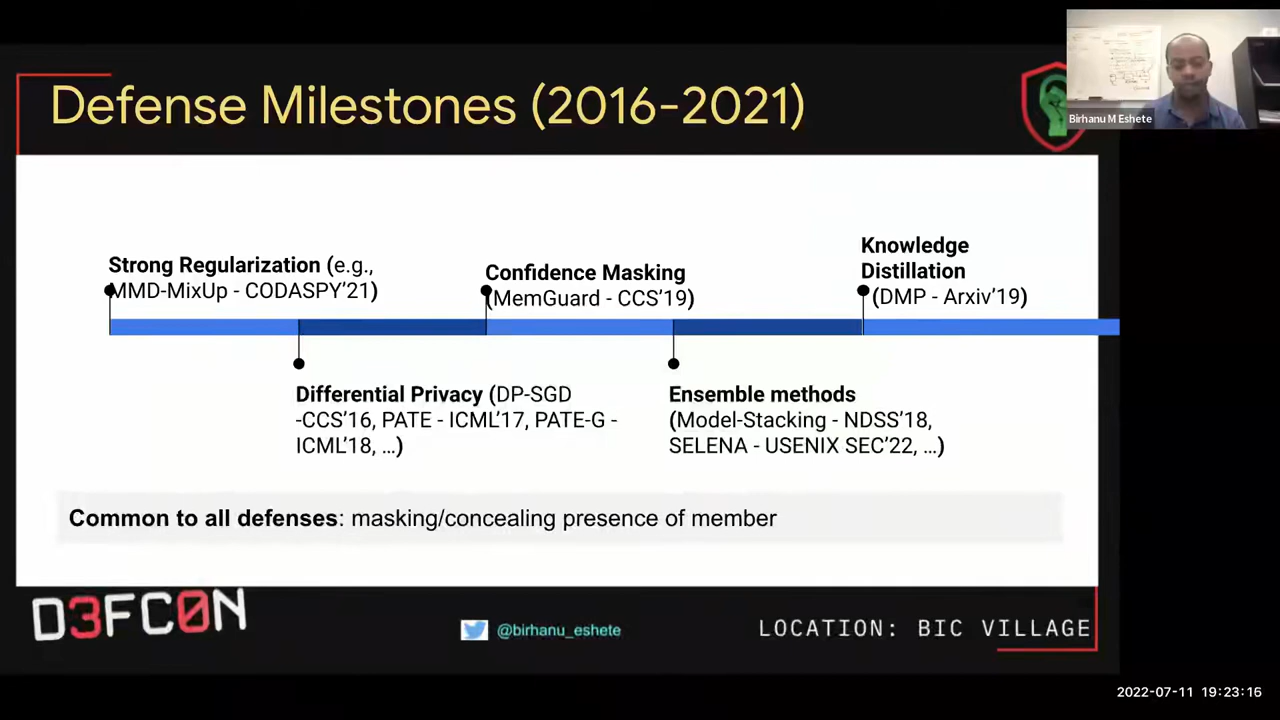 Defense Milestones (2016-2021)
Birhanu M Eshete
Strong Regularization (e.g.,
MMD-MixUp - CODASPY’21)
Confidence Masking
(MemGuard - CCS’19)
Knowledge
Distillation
(DMP - Arxiv’19)
Differential Privacy (DP-SGD
-CCS’16, PATE - ICML’17, PATE-G -
ICML’18, ...)
Ensemble methods
(Model-Stacking - NDSS’18,
SELENA - USENIX SEC’22, ...)
Common to all defenses: masking/concealing presence of member
D3FC0N
@birhanu_eshete
LOCATION: BIC VILLAGE
2022-07-11 19:23:16